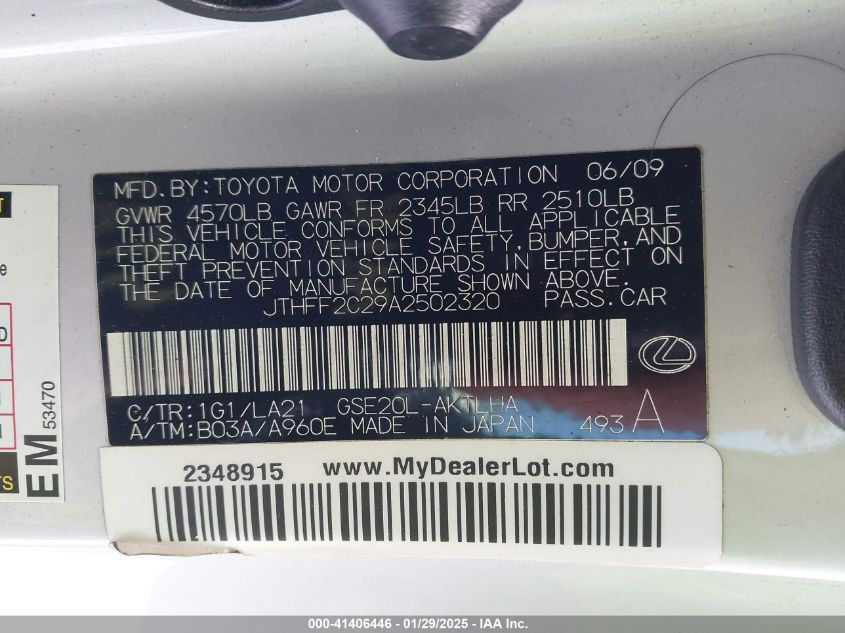 MFD. BY: TOYOTA MOTOR CORPORATION 06/09
GVWR 4570LB GAWR FR 2345LB RR 2510LB
THIS VEHICLE CONFORMS TO ALL APPLICABLE
FEDERAL MOTOR VEHICLE SAFETY, BUMPER, AND
THEFT PREVENTION STANDARDS IN EFFECT ON
THE DATE OF MANUFACTURE SHOWN ABOVE.
JTHFF2C29A2502320 PASS. CAR
C/TR: 1G1/LA21 GSE20L-AKTLHA
A/TM: B03A/A960E MADE IN JAPAN 493 A
2348915 www.MyDealerLot.com
EM 53470
000-41406446 - 01/29/2025 - IAA Inc.